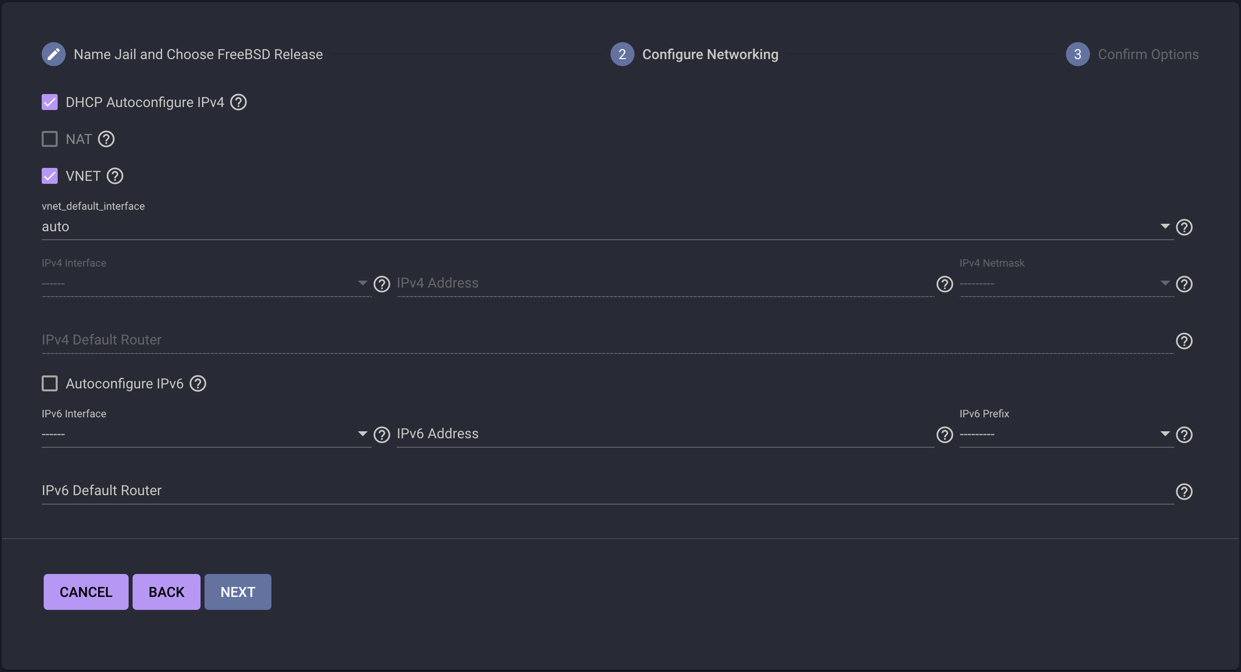 Name Jail and Choose FreeBSD Release
2 Configure Networking
3 Confirm Options
DHCP Autoconfigure IPv4 ?
NAT ?
VNET ?
vnet_default_interface
auto ?
IPv4 Interface
------ ?
IPv4 Address ?
IPv4 Netmask
--------- ?
IPv4 Default Router ?
Autoconfigure IPv6 ?
IPv6 Interface
------ ?
IPv6 Address ?
IPv6 Prefix
--------- ?
IPv6 Default Router ?
CANCEL BACK NEXT